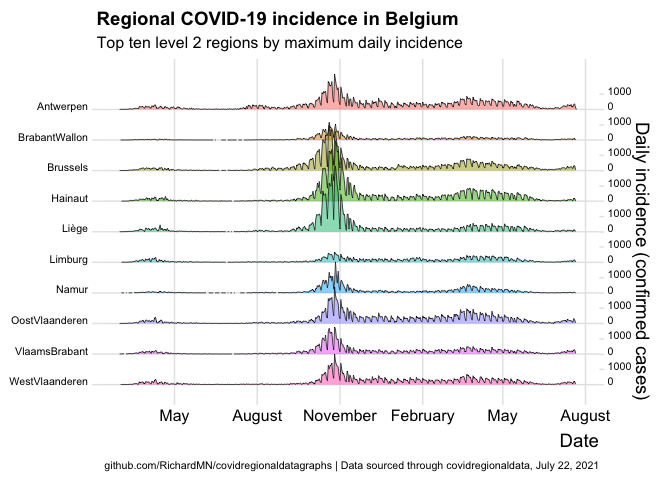 Regional COVID-19 incidence in Belgium
Top ten level 2 regions by maximum daily incidence
Antwerpen
1000
0
BrabantWallon
1000
0
Brussels
1000
0
Hainaut
1000
0
Liège
1000
0
Limburg
1000
0
Namur
1000
0
OostVlaanderen
1000
0
VlaamsBrabant
1000
0
WestVlaanderen
1000
0
Daily incidence (confirmed cases)
May August November February May August
Date
github.com/RichardMN/covidregionaldatagraphs | Data sourced through covidregionaldata, July 22, 2021